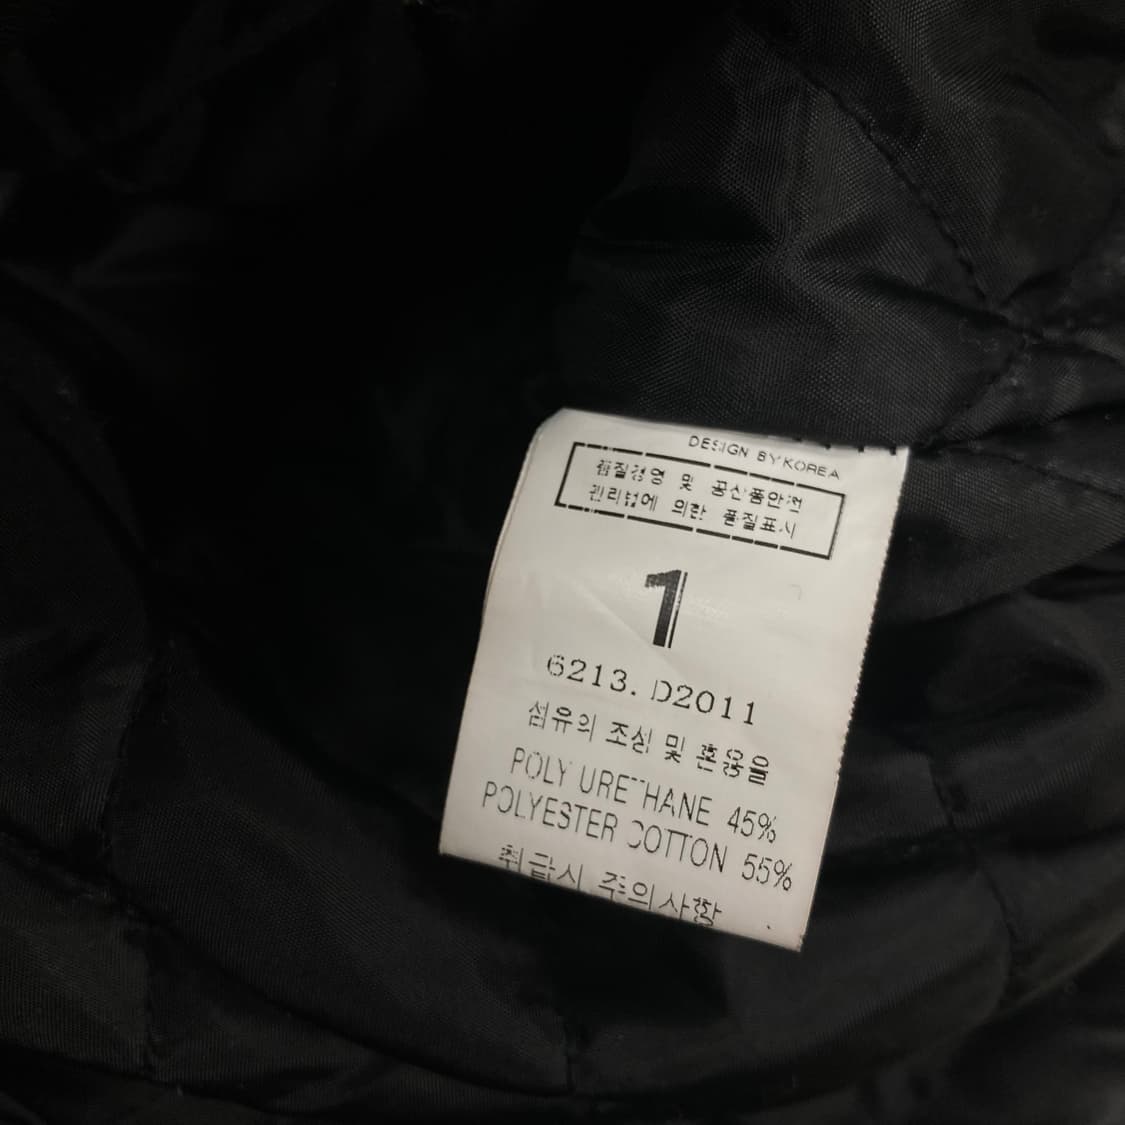 DESIGN BY KOREA
품질경영 및 공산품안전
관리법에 의한 품질표시
1
6213. D2011
섬유의 조성 및 혼용율
POLY URETHANE 45%
POLYESTER COTTON 55%
취급시 주의사항